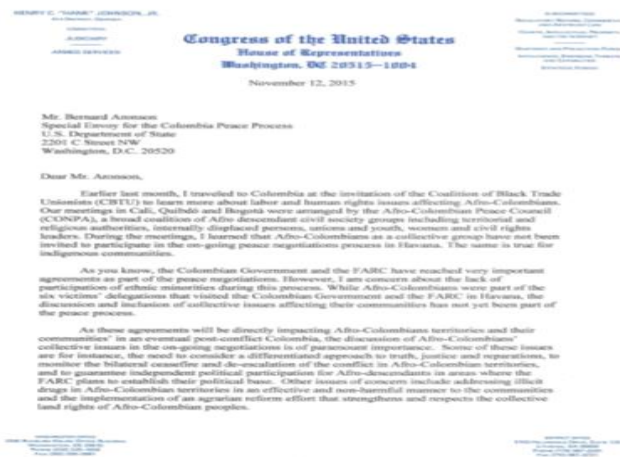 HENRY C. "HANK" JOHNSON, JR.
JUDICIARY
ARMED SERVICES
Congress of the United States
House of Representatives
Washington, DC 20515—1004
November 12, 2015
Mr. Bernard Aronson
Special Envoy for the Colombia Peace Process
U.S. Department of State
2201 C Street NW
Washington, D.C. 20520
Dear Mr. Aronson,
Earlier last month, I traveled to Colombia at the invitation of the Coalition of Black Trade
Unionists (CBTU) to learn more about labor and human rights issues affecting Afro-Colombians.
Our meetings in Cali, Quibdó and Bogotá were arranged by the Afro-Colombian Peace Council
(CONPA), a broad coalition of Afro descendant civil society groups including territorial and
religious authorities, internally displaced persons, unions and youth, women and civil rights
leaders. During the meetings, I learned that Afro-Colombians as a collective group have not been
invited to participate in the on-going peace negotiations process in Havana. The same is true for
indigenous communities.
As you know, the Colombian Government and the FARC have reached very important
agreements as part of the peace negotiations. However, I am concern about the lack of
participation of ethnic minorities during this process. While Afro-Colombians were part of the
six victims' delegations that visited the Colombian Government and the FARC in Havana, the
discussion and inclusion of collective issues affecting their communities has not yet been part of
the peace process.
As these agreements will be directly impacting Afro-Colombians territories and their
communities' in an eventual post-conflict Colombia, the discussion of Afro-Colombians'
collective issues in the on-going negotiations is of paramount importance. Some of these issues
are for instance, the need to consider a differentiated approach to truth, justice and reparations, to
monitor the bilateral ceasefire and de-escalation of the conflict in Afro-Colombian territories,
and to guarantee independent political participation for Afro-descendants in areas where the
FARC plans to establish their political base. Other issues of concern include addressing illicit
drugs in Afro-Colombian territories in an effective and non-harmful manner to the communities
and the implementation of an agrarian reform effort that strengthens and respects the collective
land rights of Afro-Colombian peoples.